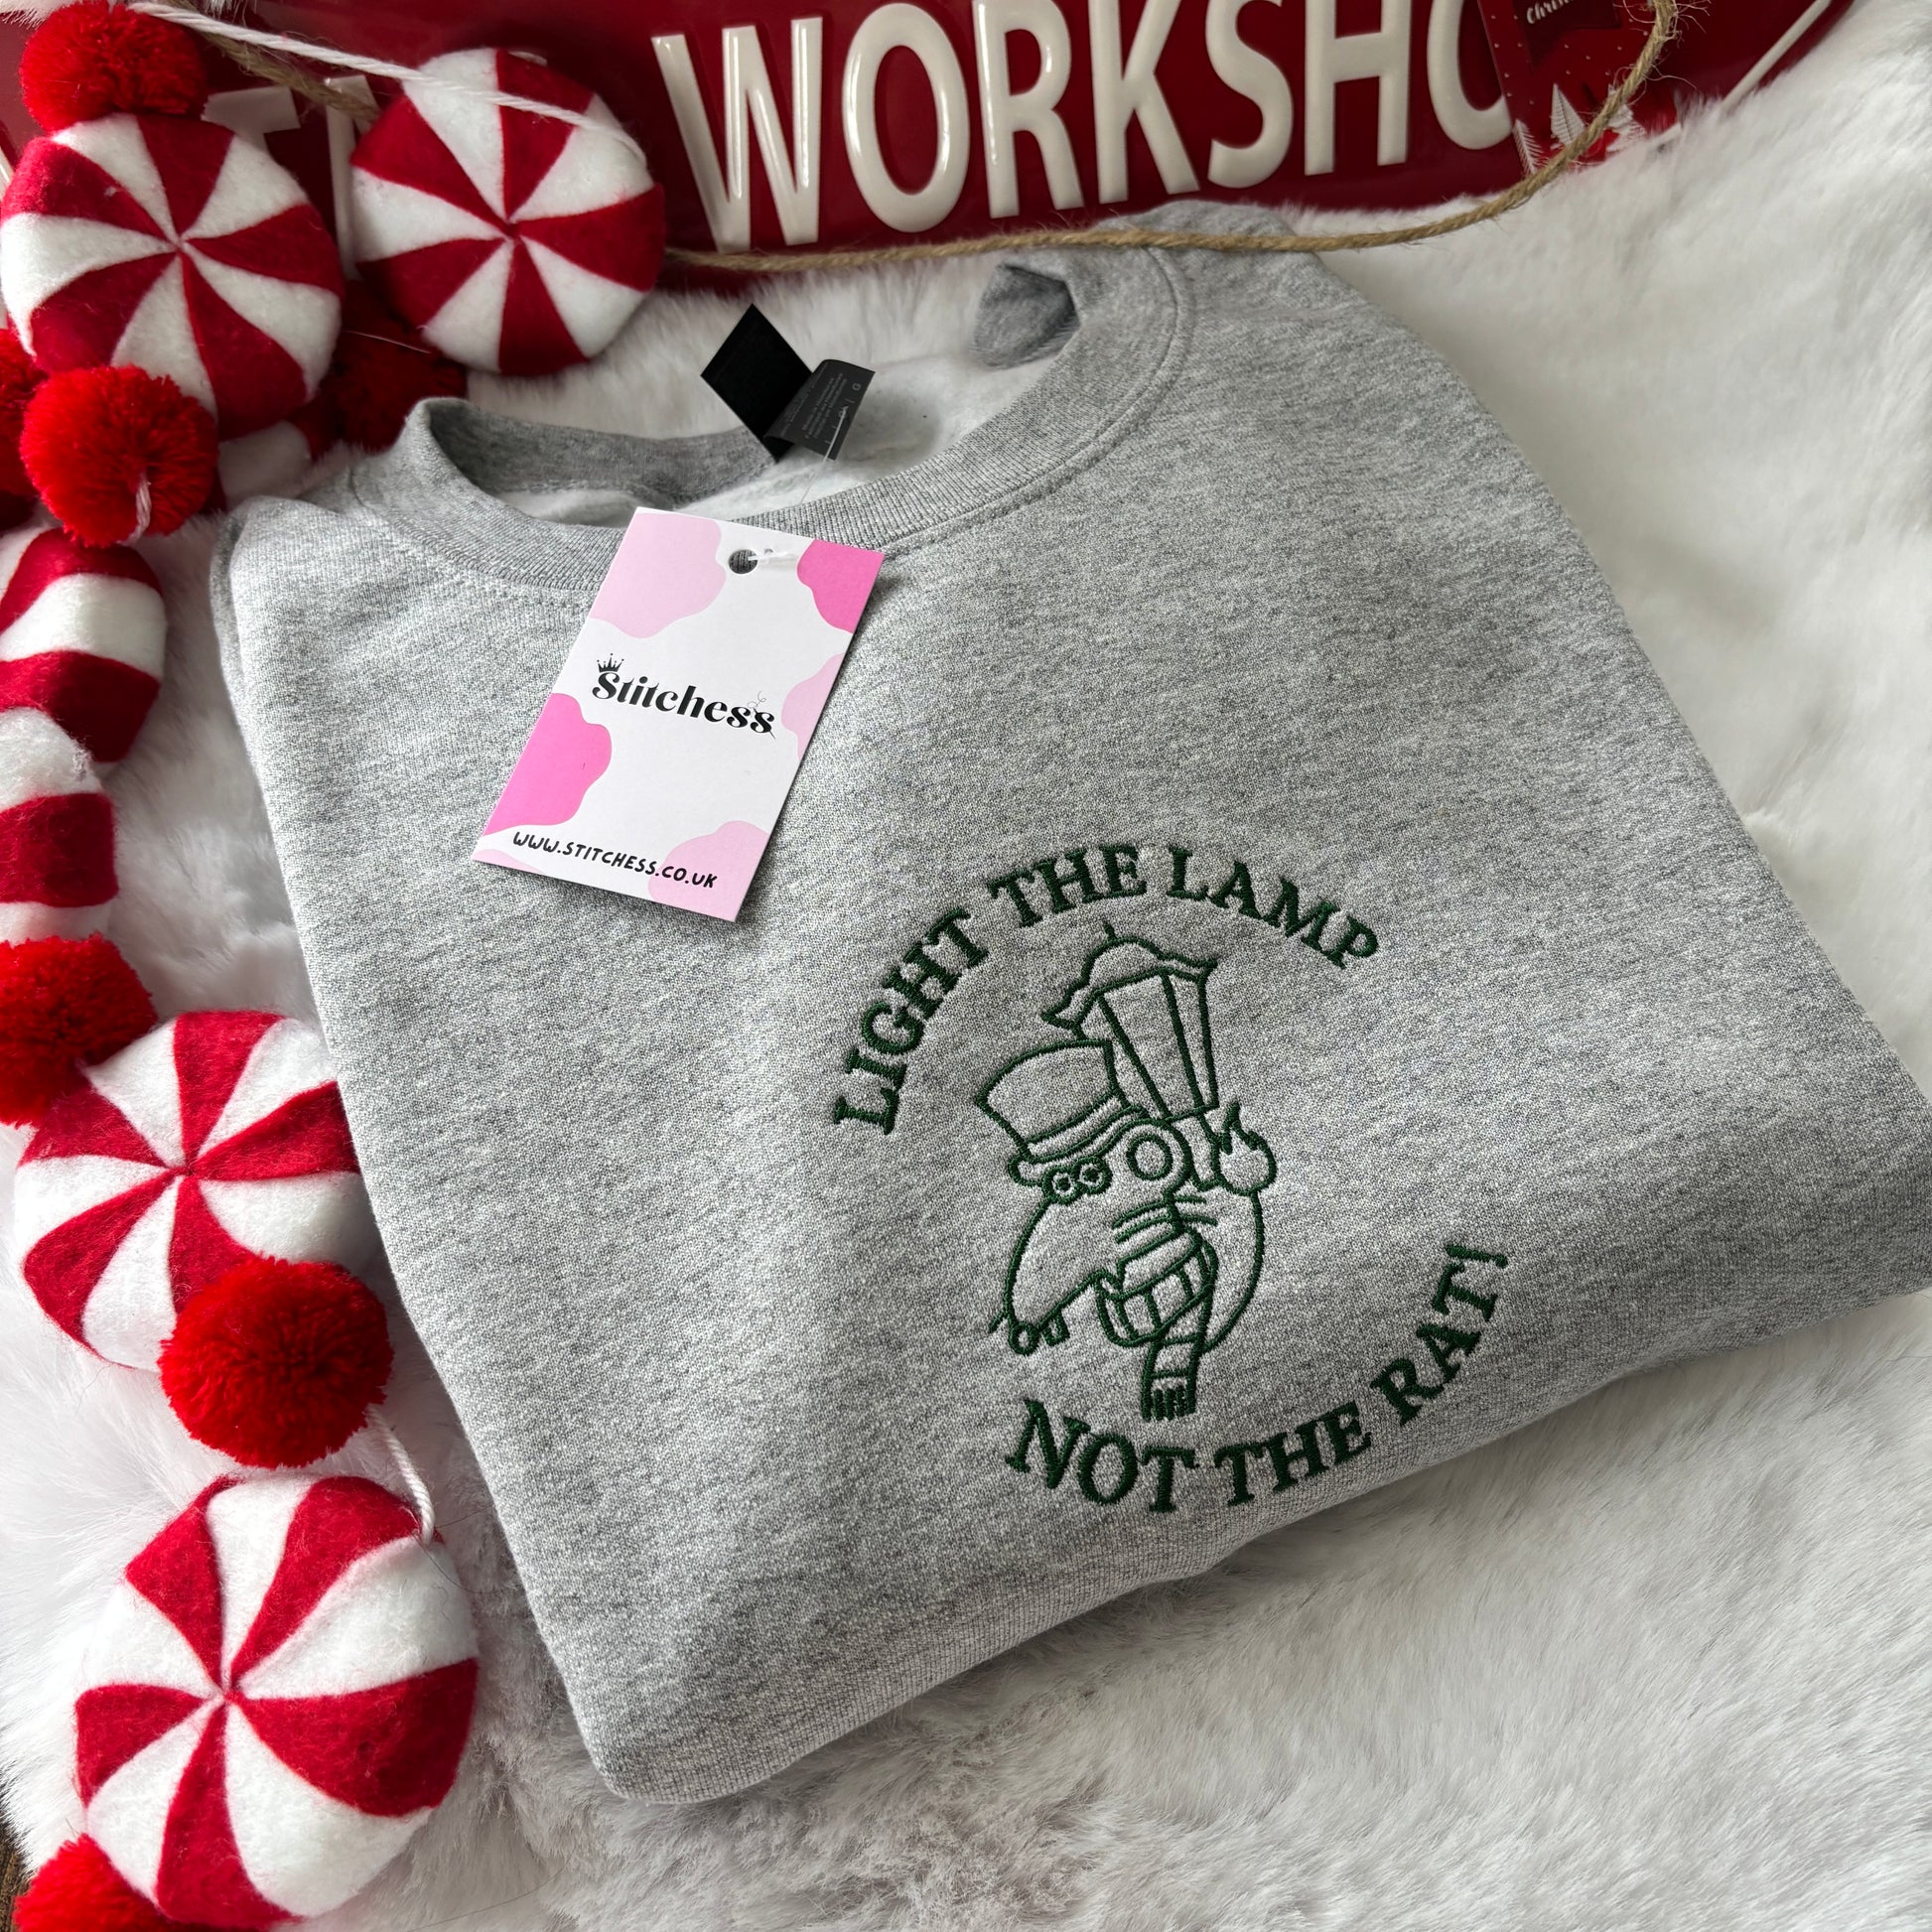 WORKSHO
Stitchess
WWW.STITCHESS.CO.UK
LIGHT THE LAMP
NOT THE RAT!